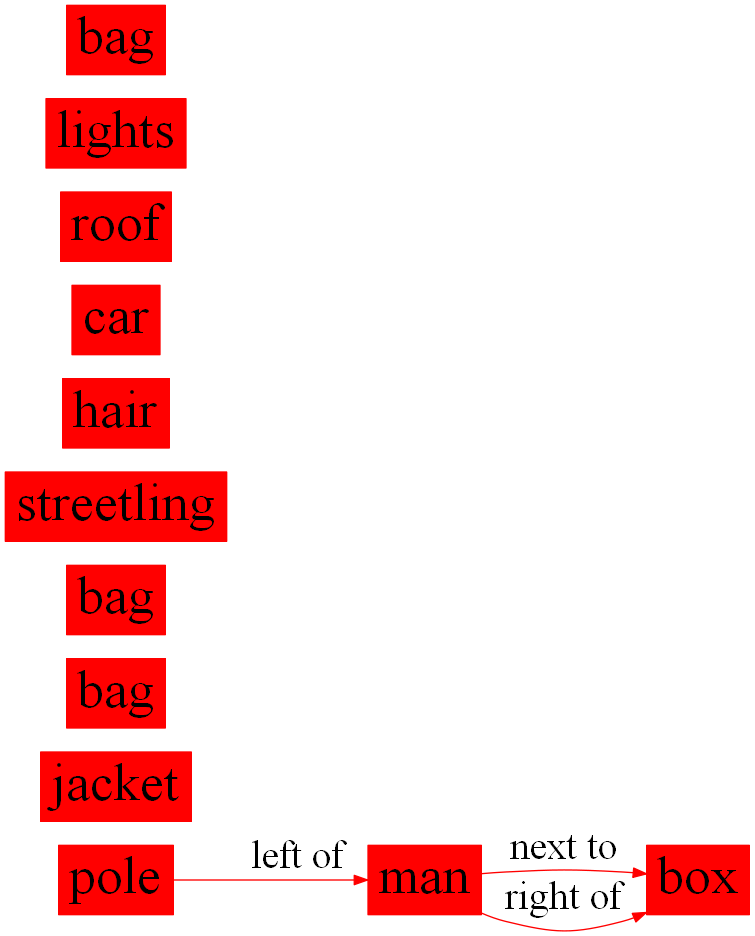 bag
lights
roof
car
hair
streetling
bag
bag
jacket
pole
left of
man
next to
right of
box